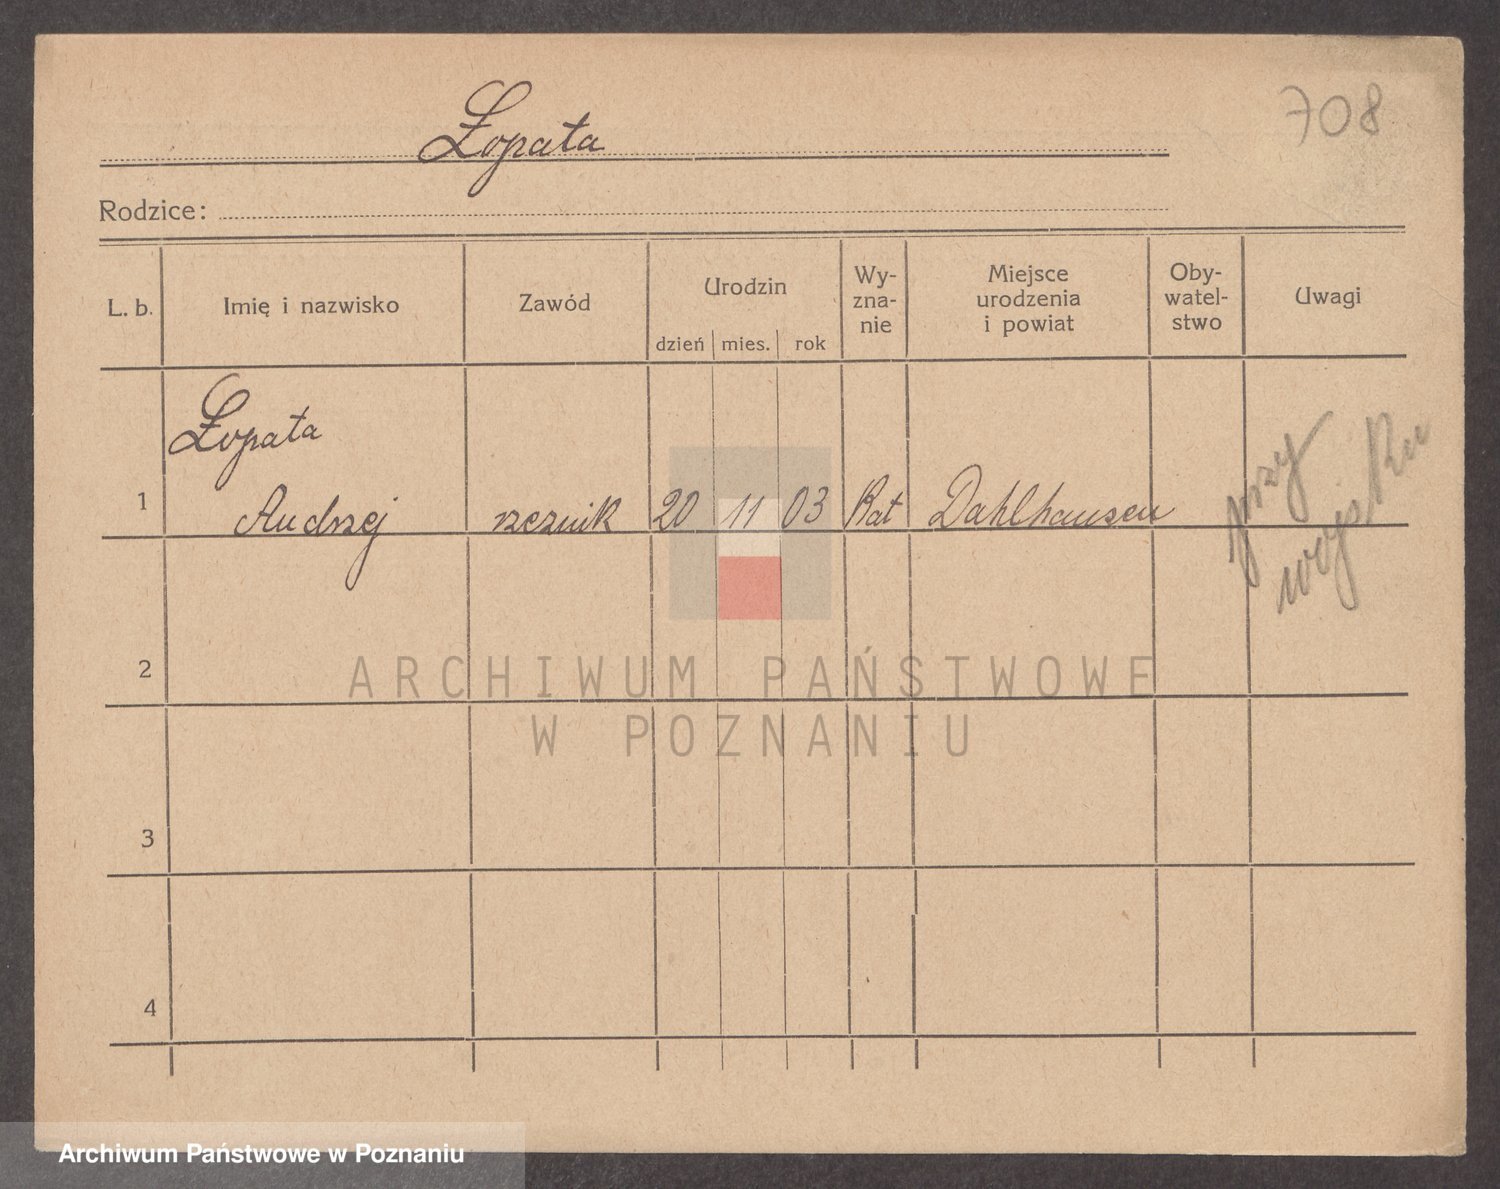 708
Łopata
Rodzice:
L. b.
Imię i nazwisko
Zawód
Urodzin
dzień mies. rok
Wy-
zna-
nie
Miejsce
urodzenia
i powiat
Oby-
watel-
stwo
Uwagi
Łopata
1 Andrzej rzeznik 20 11 03 Kat Dahlhausen
przy
wojsku
2
ARCHIWUM PAŃSTWOWE
W POZNANIU
3
4
Archiwum Państwowe w Poznaniu